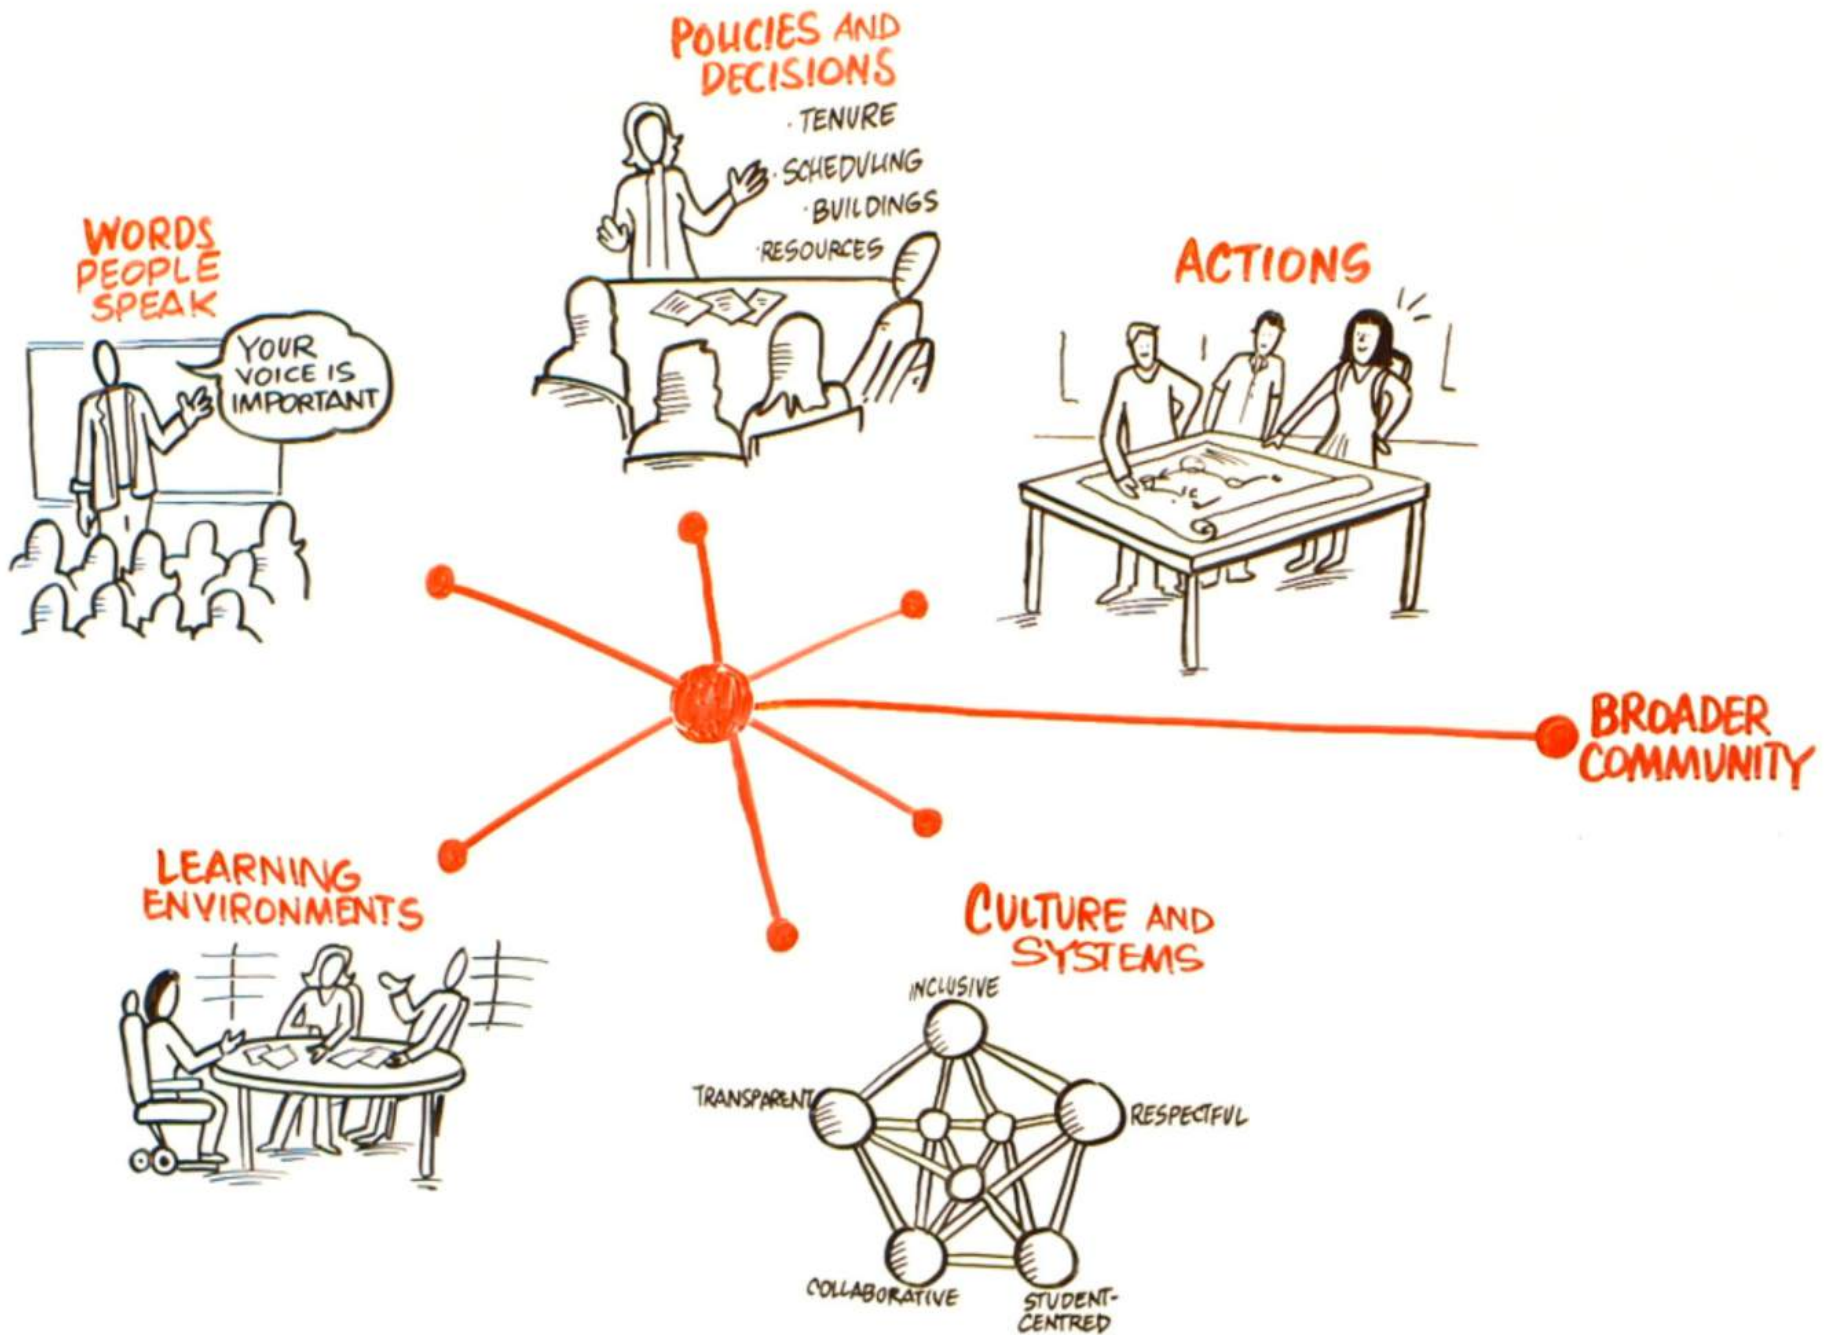 POLICIES AND
DECISIONS
· TENURE
· SCHEDULING
· BUILDINGS
· RESOURCES
WORDS
PEOPLE
SPEAK
YOUR
VOICE IS
IMPORTANT
ACTIONS
BROADER
COMMUNITY
LEARNING
ENVIRONMENTS
CULTURE AND
SYSTEMS
INCLUSIVE
TRANSPARENT
RESPECTFUL
COLLABORATIVE
STUDENT-
CENTRED